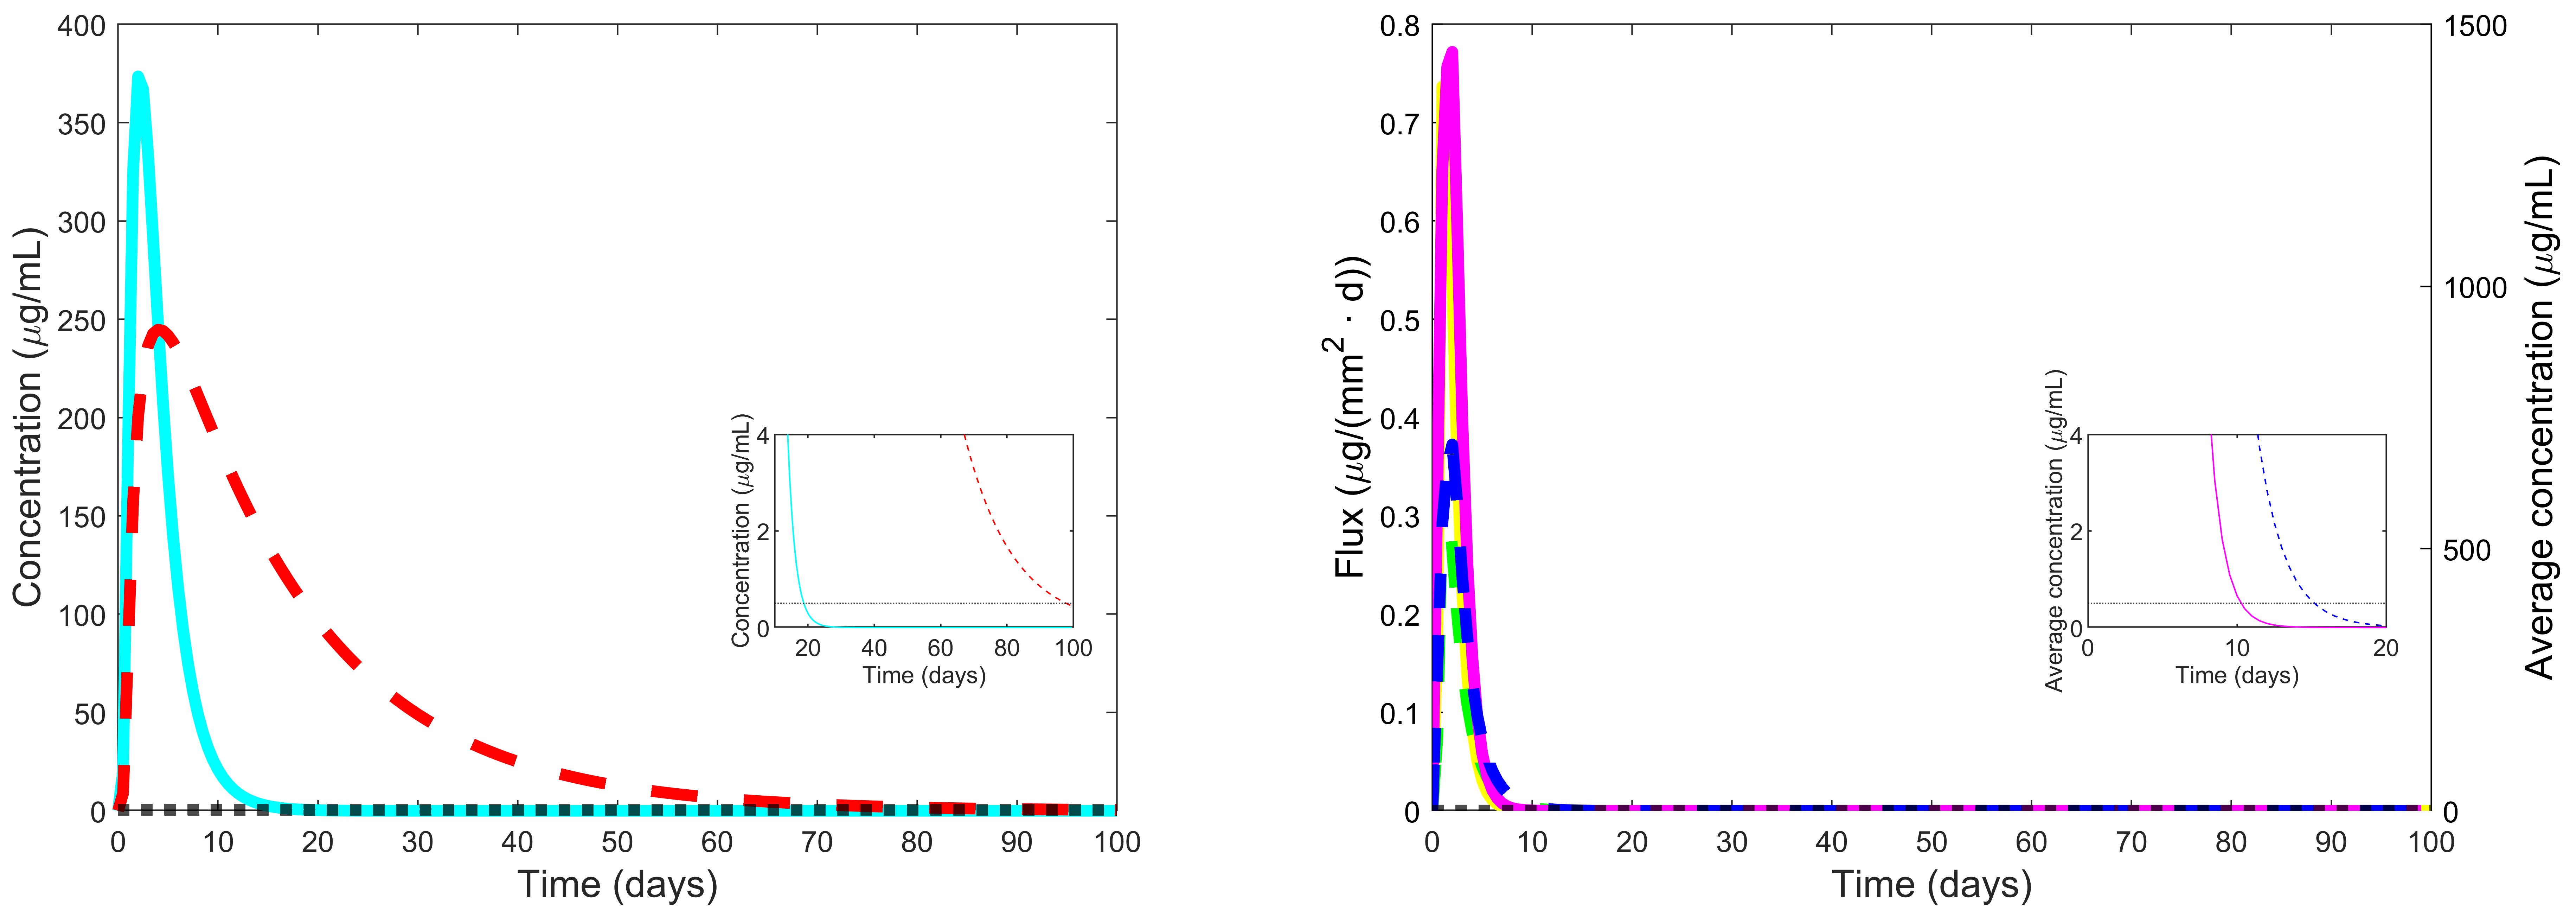 400
350
300
250
200
150
100
50
0
Concentration (μg/mL)
0 10 20 30 40 50 60 70 80 90 100
Time (days)
4
2
0
Concentration (μg/mL)
20 40 60 80 100
Time (days)
0.8
0.7
0.6
0.5
0.4
0.3
0.2
0.1
0
Flux (μg/(mm² · d))
0 10 20 30 40 50 60 70 80 90 100
Time (days)
4
2
0
Average concentration (μg/mL)
0 10 20
Time (days)
1500
1000
500
0
Average concentration (μg/mL)